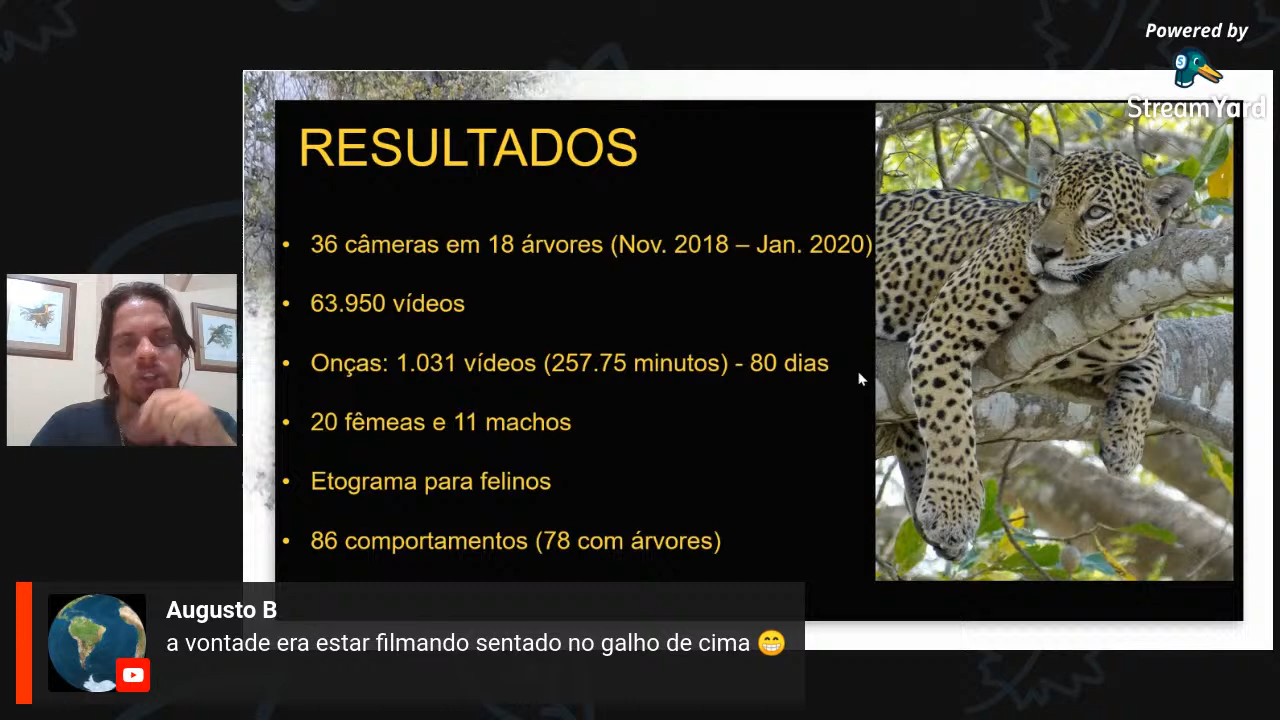 Powered by
StreamYard
RESULTADOS
• 36 câmeras em 18 árvores (Nov. 2018 – Jan. 2020)
• 63.950 vídeos
• Onças: 1.031 vídeos (257.75 minutos) - 80 dias
• 20 fêmeas e 11 machos
• Etograma para felinos
• 86 comportamentos (78 com árvores)
Augusto B
a vontade era estar filmando sentado no galho de cima 😁